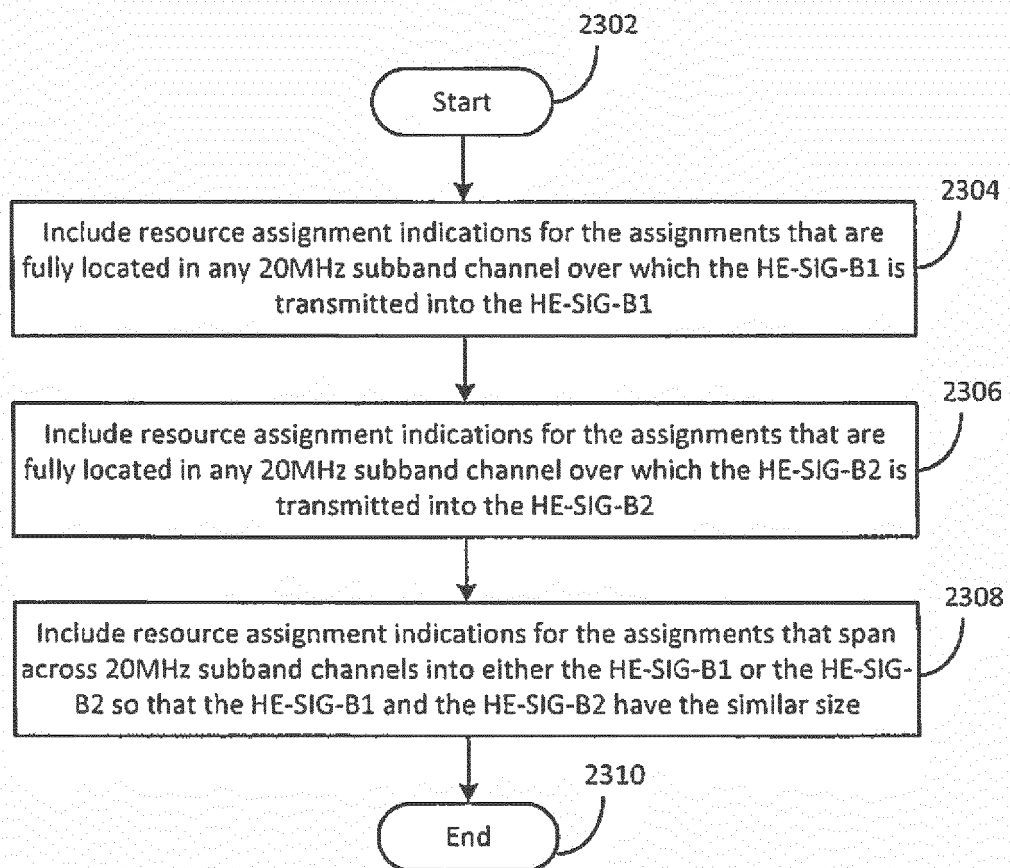 2302
Start
2304
Include resource assignment indications for the assignments that are
fully located in any 20MHz subband channel over which the HE-SIG-B1 is
transmitted into the HE-SIG-B1
2306
Include resource assignment indications for the assignments that are
fully located in any 20MHz subband channel over which the HE-SIG-B2 is
transmitted into the HE-SIG-B2
2308
Include resource assignment indications for the assignments that span
across 20MHz subband channels into either the HE-SIG-B1 or the HE-SIG-
B2 so that the HE-SIG-B1 and the HE-SIG-B2 have the similar size
2310
End